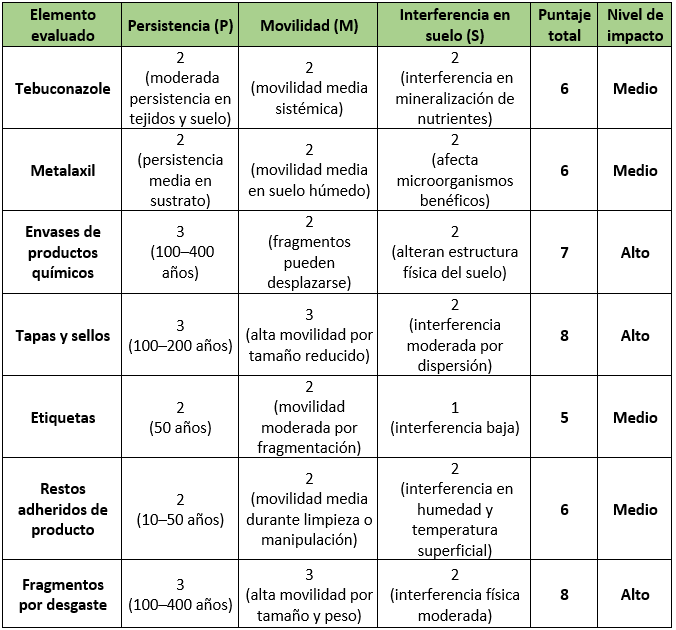 Elemento
evaluado
Persistencia (P)
Movilidad (M)
Interferencia en
suelo (S)
Puntaje
total
Nivel de
impacto
Tebuconazole
2
(moderada
persistencia en
tejidos y suelo)
2
(movilidad media
sistémica)
2
(interferencia en
mineralización de
nutrientes)
6
Medio
Metalaxil
2
(persistencia
media en
sustrato)
2
(movilidad media
en suelo húmedo)
2
(afecta
microorganismos
benéficos)
6
Medio
Envases de
productos
químicos
3
(100–400
años)
2
(fragmentos
pueden
desplazarse)
2
(alteran estructura
física del suelo)
7
Alto
Tapas y sellos
3
(100–200 años)
3
(alta movilidad por
tamaño reducido)
2
(interferencia
moderada por
dispersión)
8
Alto
Etiquetas
2
(50 años)
2
(movilidad
moderada por
fragmentación)
1
(interferencia baja)
5
Medio
Restos
adheridos de
producto
2
(10–50 años)
2
(movilidad media
durante limpieza o
manipulación)
2
(interferencia en
humedad y
temperatura
superficial)
6
Medio
Fragmentos
por desgaste
3
(100–400 años)
3
(alta movilidad por
tamaño y peso)
2
(interferencia física
moderada)
8
Alto